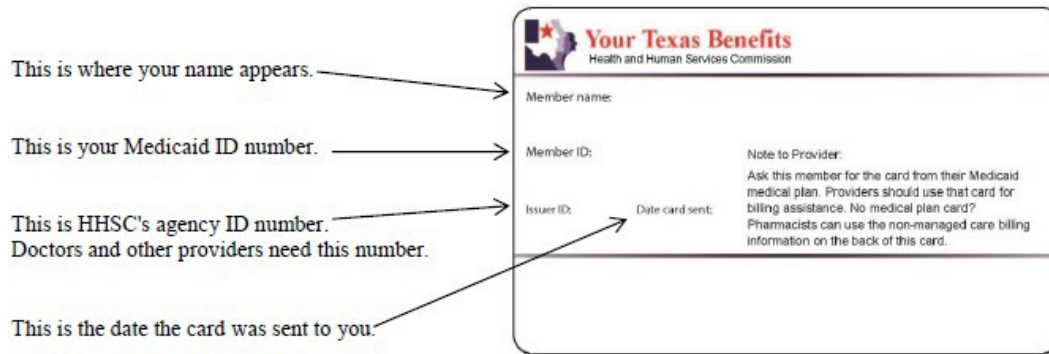 This is where your name appears.
This is your Medicaid ID number.
This is HHSC's agency ID number.
Doctors and other providers need this number.
This is the date the card was sent to you.
Your Texas Benefits
Health and Human Services Commission
Member name:
Member ID:
Issuer ID:
Date card sent:
Note to Provider:
Ask this member for the card from their Medicaid
medical plan. Providers should use that card for
billing assistance. No medical plan card?
Pharmacists can use the non-managed care billing
information on the back of this card.